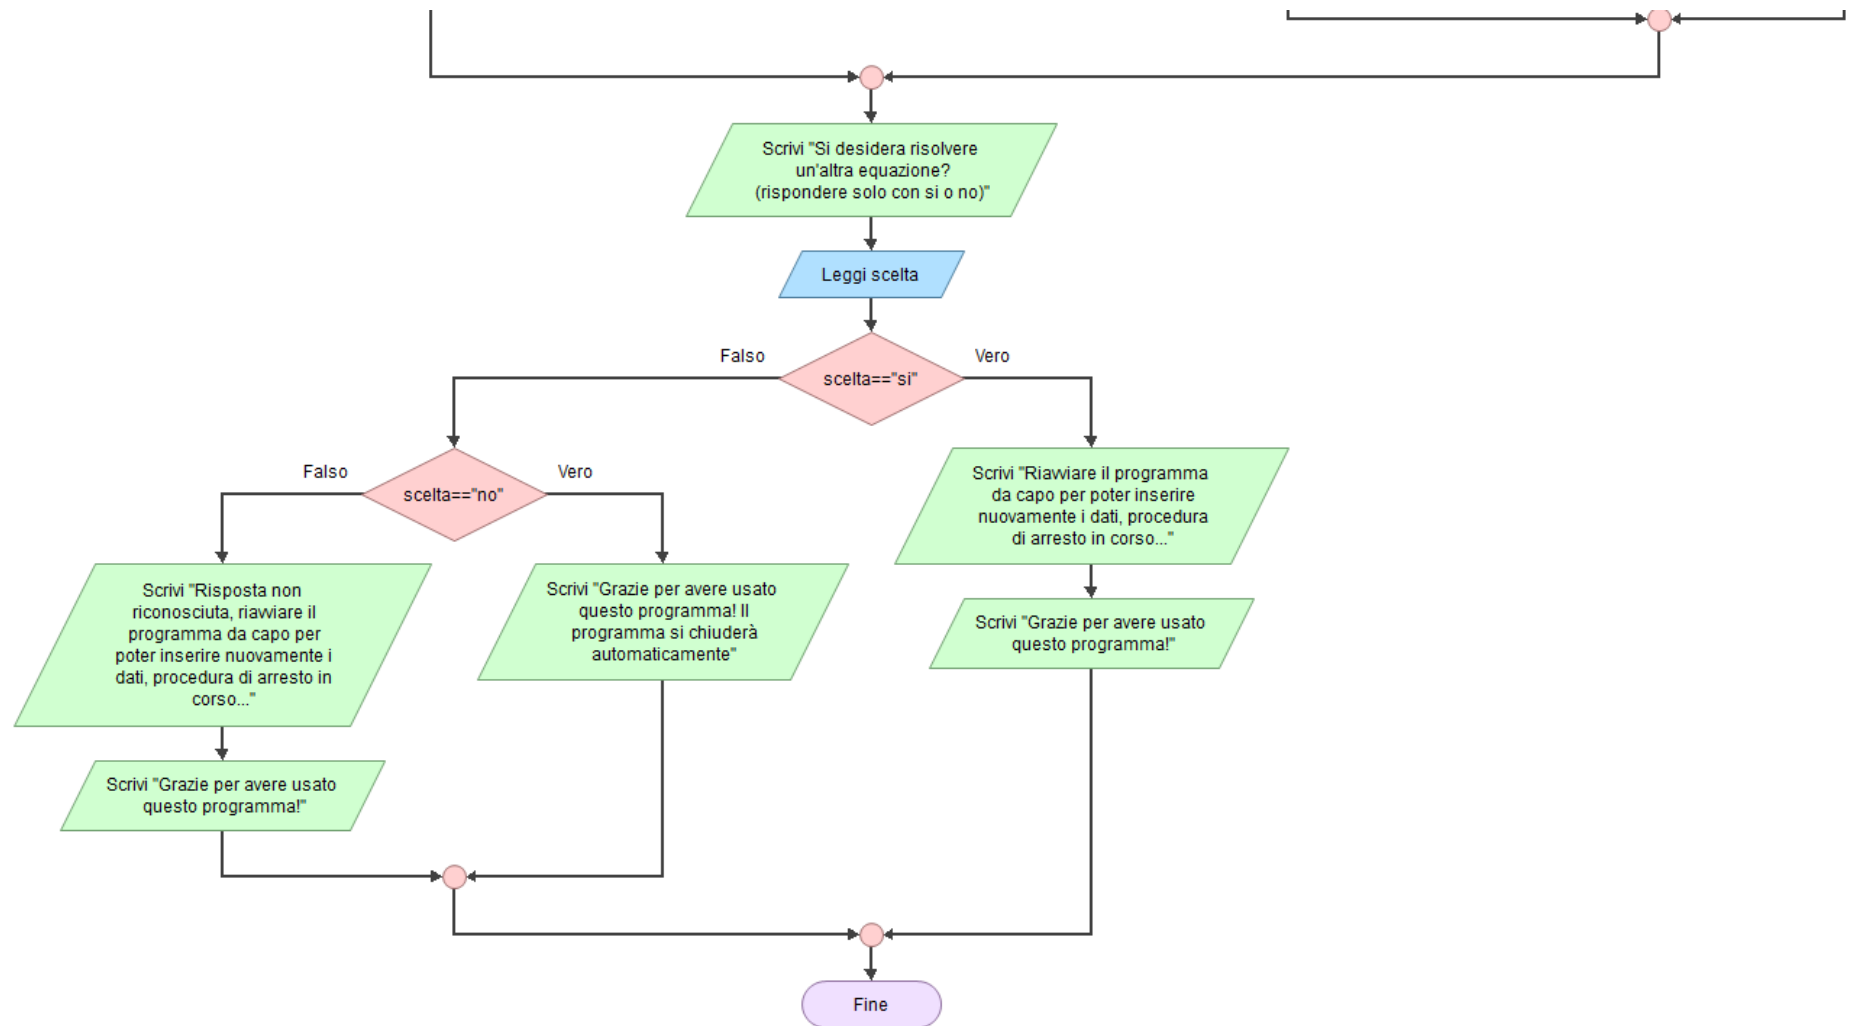 Scrivi "Si desidera risolvere
un'altra equazione?
(rispondere solo con si o no)"
Leggi scelta
Falso
Vero
scelta=="si"
Falso
Vero
scelta=="no"
Scrivi "Riavviare il programma
da capo per poter inserire
nuovamente i dati, procedura
di arresto in corso..."
Scrivi "Risposta non
riconosciuta, riavviare il
programma da capo per
poter inserire nuovamente i
dati, procedura di arresto in
corso..."
Scrivi "Grazie per avere usato
questo programma! Il
programma si chiuderà
automaticamente"
Scrivi "Grazie per avere usato
questo programma!"
Scrivi "Grazie per avere usato
questo programma!"
Fine